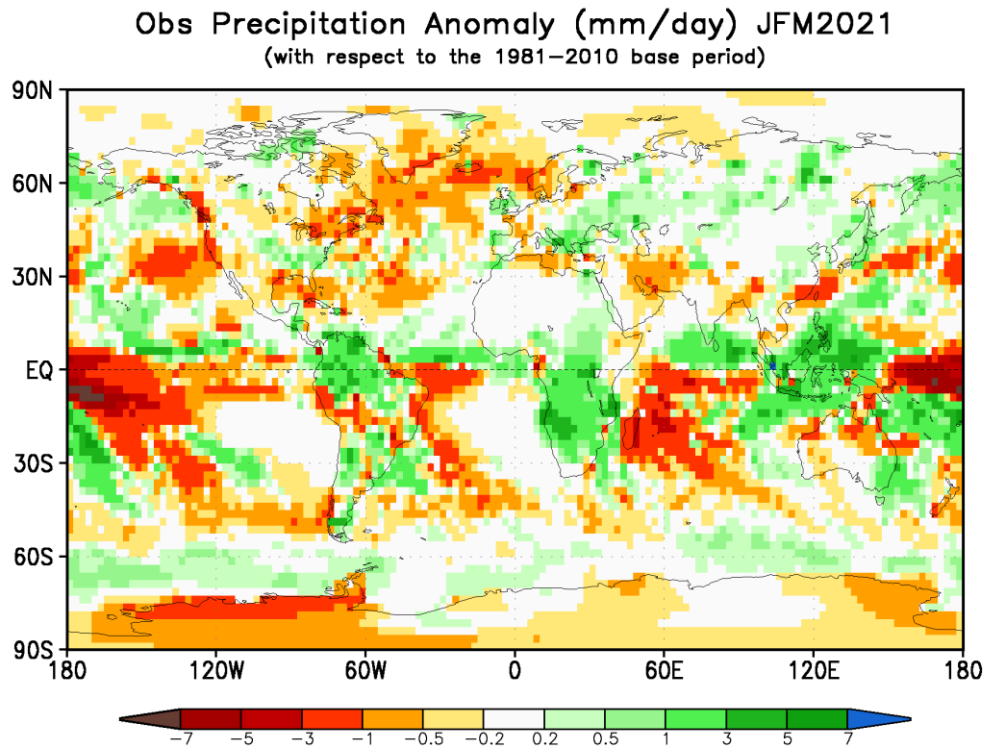 Obs Precipitation Anomaly (mm/day) JFM2021
(with respect to the 1981−2010 base period)
90N
60N
30N
EQ
30S
60S
90S
180 120W 60W 0 60E 120E 180
−7 −5 −3 −1 −0.5 −0.2 0.2 0.5 1 3 5 7